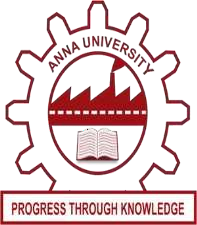 ANNA UNIVERSITY
PROGRESS THROUGH KNOWLEDGE